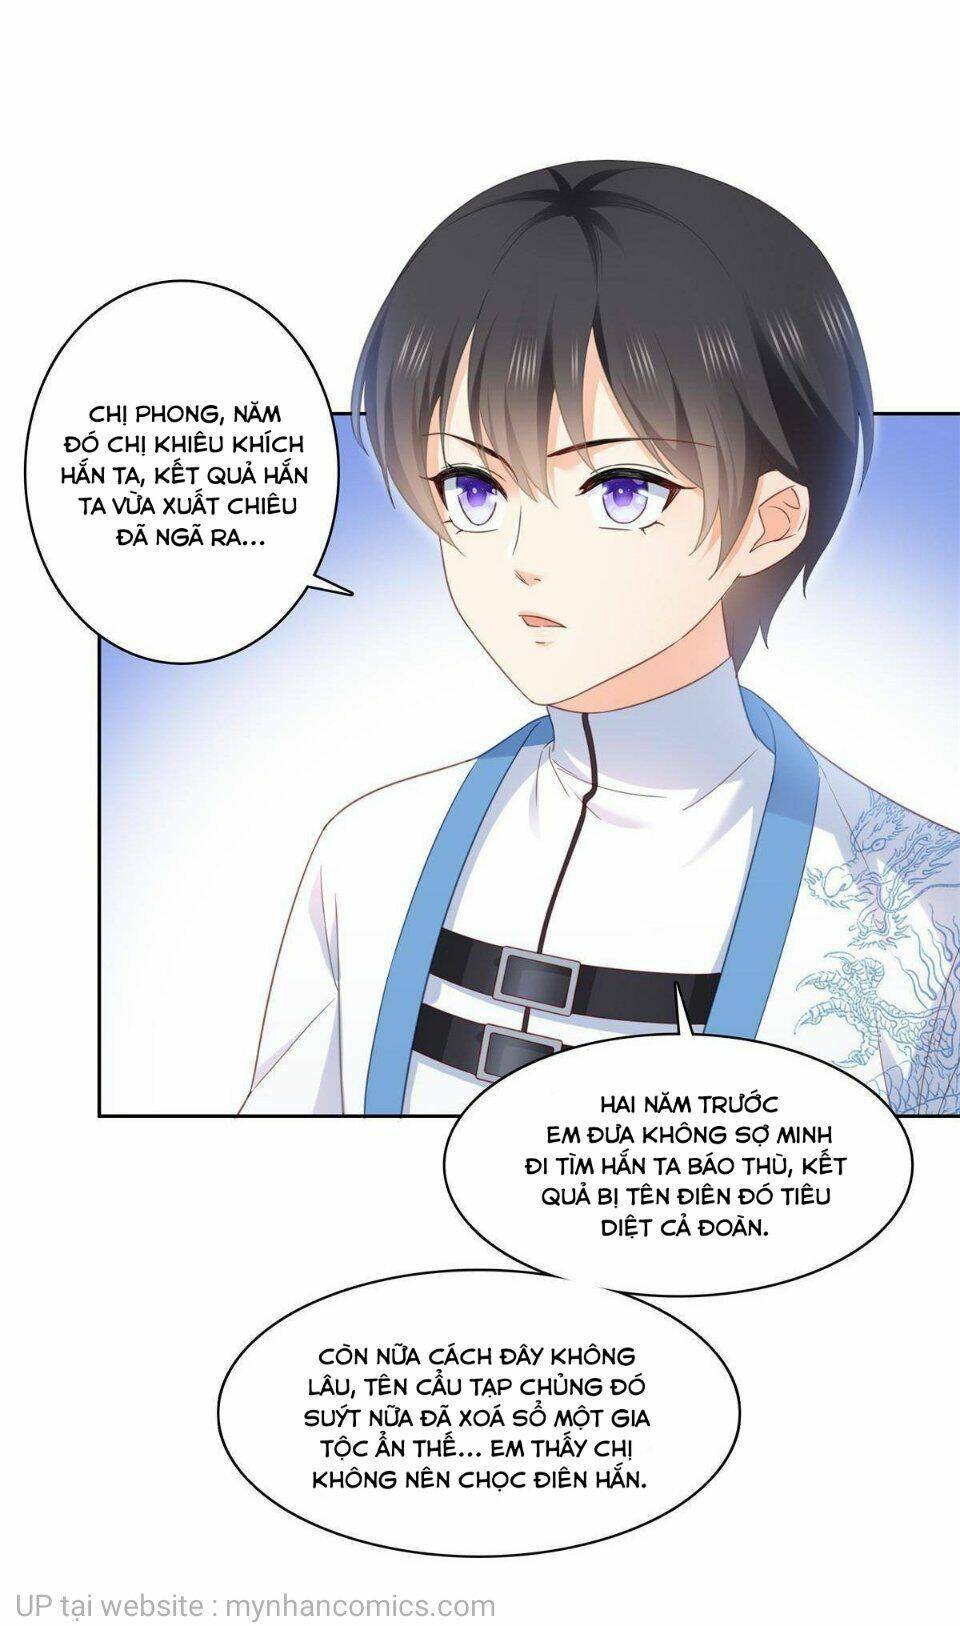 CHỊ PHONG, NĂM
ĐÓ CHỊ KHIÊU KHÍCH
HẮN TA, KẾT QUẢ HẮN
TA VỪA XUẤT CHIÊU
ĐÃ NGÃ RA...
HAI NĂM TRƯỚC
EM ĐƯA KHÔNG SỢ MINH
ĐI TÌM HẮN TA BÁO THÙ, KẾT
QUẢ BỊ TÊN ĐIÊN ĐÓ TIÊU
DIỆT CẢ ĐOÀN.
CÒN NỮA CÁCH ĐÂY KHÔNG
LÂU, TÊN CẨU TẠP CHỦNG ĐÓ
SUÝT NỮA ĐÃ XOÁ SỔ MỘT GIA
TỘC ẨN THẾ... EM THẤY CHỊ
KHÔNG NÊN CHỌC ĐIÊN HẮN.
UP tại website : mynhancomics.com